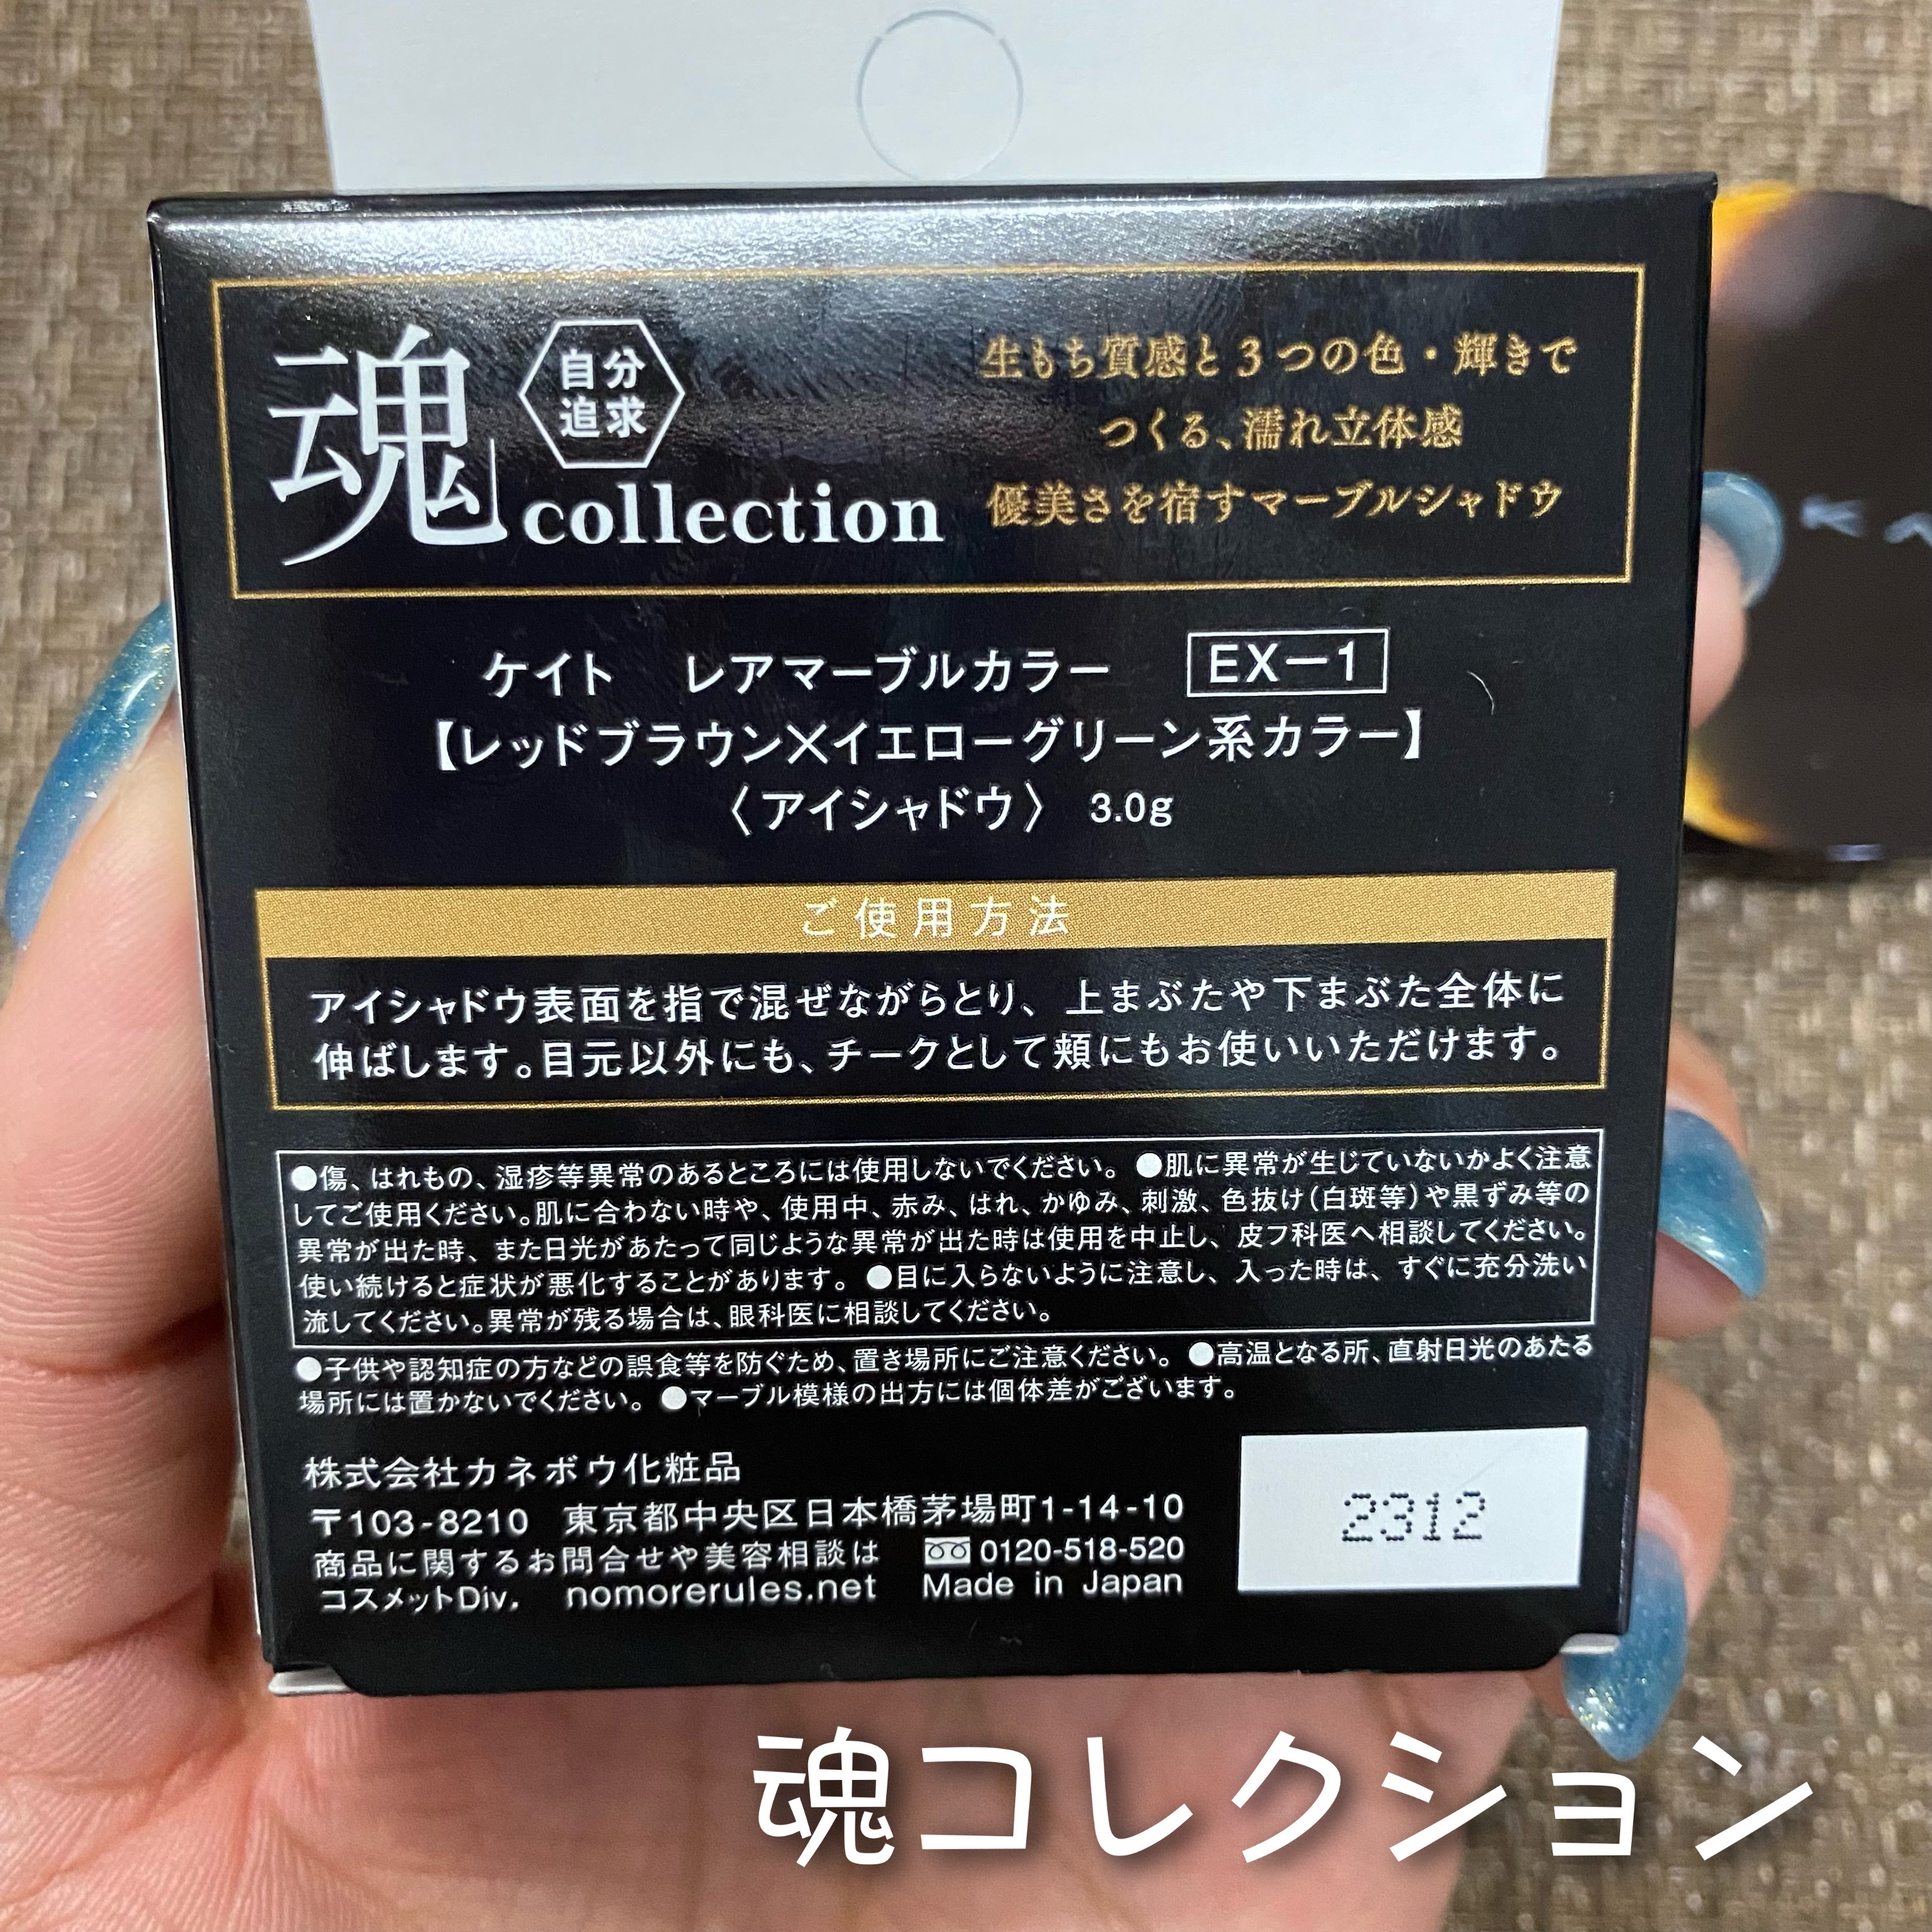 魂
自分
追求
collection
生もち質感と3つの色・輝きで
つくる、濡れ立体感
優美さを宿すマーブルシャドウ
ケイト レアマーブルカラー EX-1
【レッドブラウン×イエローグリーン系カラー】
〈アイシャドウ〉 3.0g
ご使用方法
アイシャドウ表面を指で混ぜながらとり、上まぶたや下まぶた全体に
伸ばします。目元以外にも、チークとして頬にもお使いいただけます。
●傷、はれもの、湿疹等異常のあるところには使用しないでください。●肌に異常が生じていないかよく注意
してご使用ください。肌に合わない時や、使用中、赤み、はれ、かゆみ、刺激、色抜け(白斑等)や黒ずみ等の
異常が出た時、また日光があたって同じような異常が出た時は使用を中止し、皮フ科医へ相談してください。
使い続けると症状が悪化することがあります。●目に入らないように注意し、入った時は、すぐに充分洗い
流してください。異常が残る場合は、眼科医に相談してください。
●子供や認知症の方などの誤食等を防ぐため、置き場所にご注意ください。●高温となる所、直射日光のあたる
場所には置かないでください。●マーブル模様の出方には個体差がございます。
株式会社カネボウ化粧品
〒103-8210 東京都中央区日本橋茅場町1-14-10
商品に関するお問合せや美容相談は 0120-518-520
コスメットDiv. nomorerules.net Made in Japan
2312
KA
魂コレクション